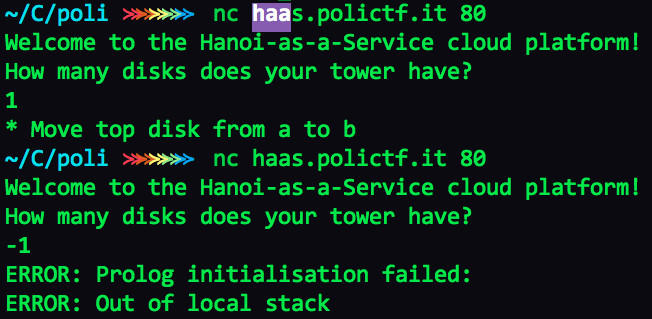 ~/C/poli >>>>>> nc haas.polictf.it 80
Welcome to the Hanoi-as-a-Service cloud platform!
How many disks does your tower have?
1
* Move top disk from a to b
~/C/poli >>>>>> nc haas.polictf.it 80
Welcome to the Hanoi-as-a-Service cloud platform!
How many disks does your tower have?
-1
ERROR: Prolog initialisation failed:
ERROR: Out of local stack